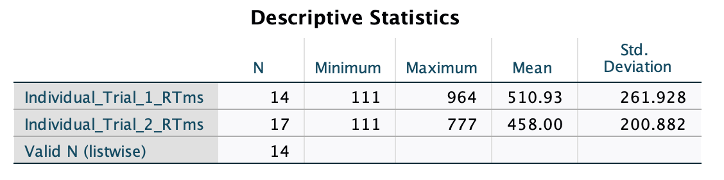 Descriptive Statistics
N Minimum Maximum Mean Std. Deviation
Individual_Trial_1_RTms 14 111 964 510.93 261.928
Individual_Trial_2_RTms 17 111 777 458.00 200.882
Valid N (listwise) 14